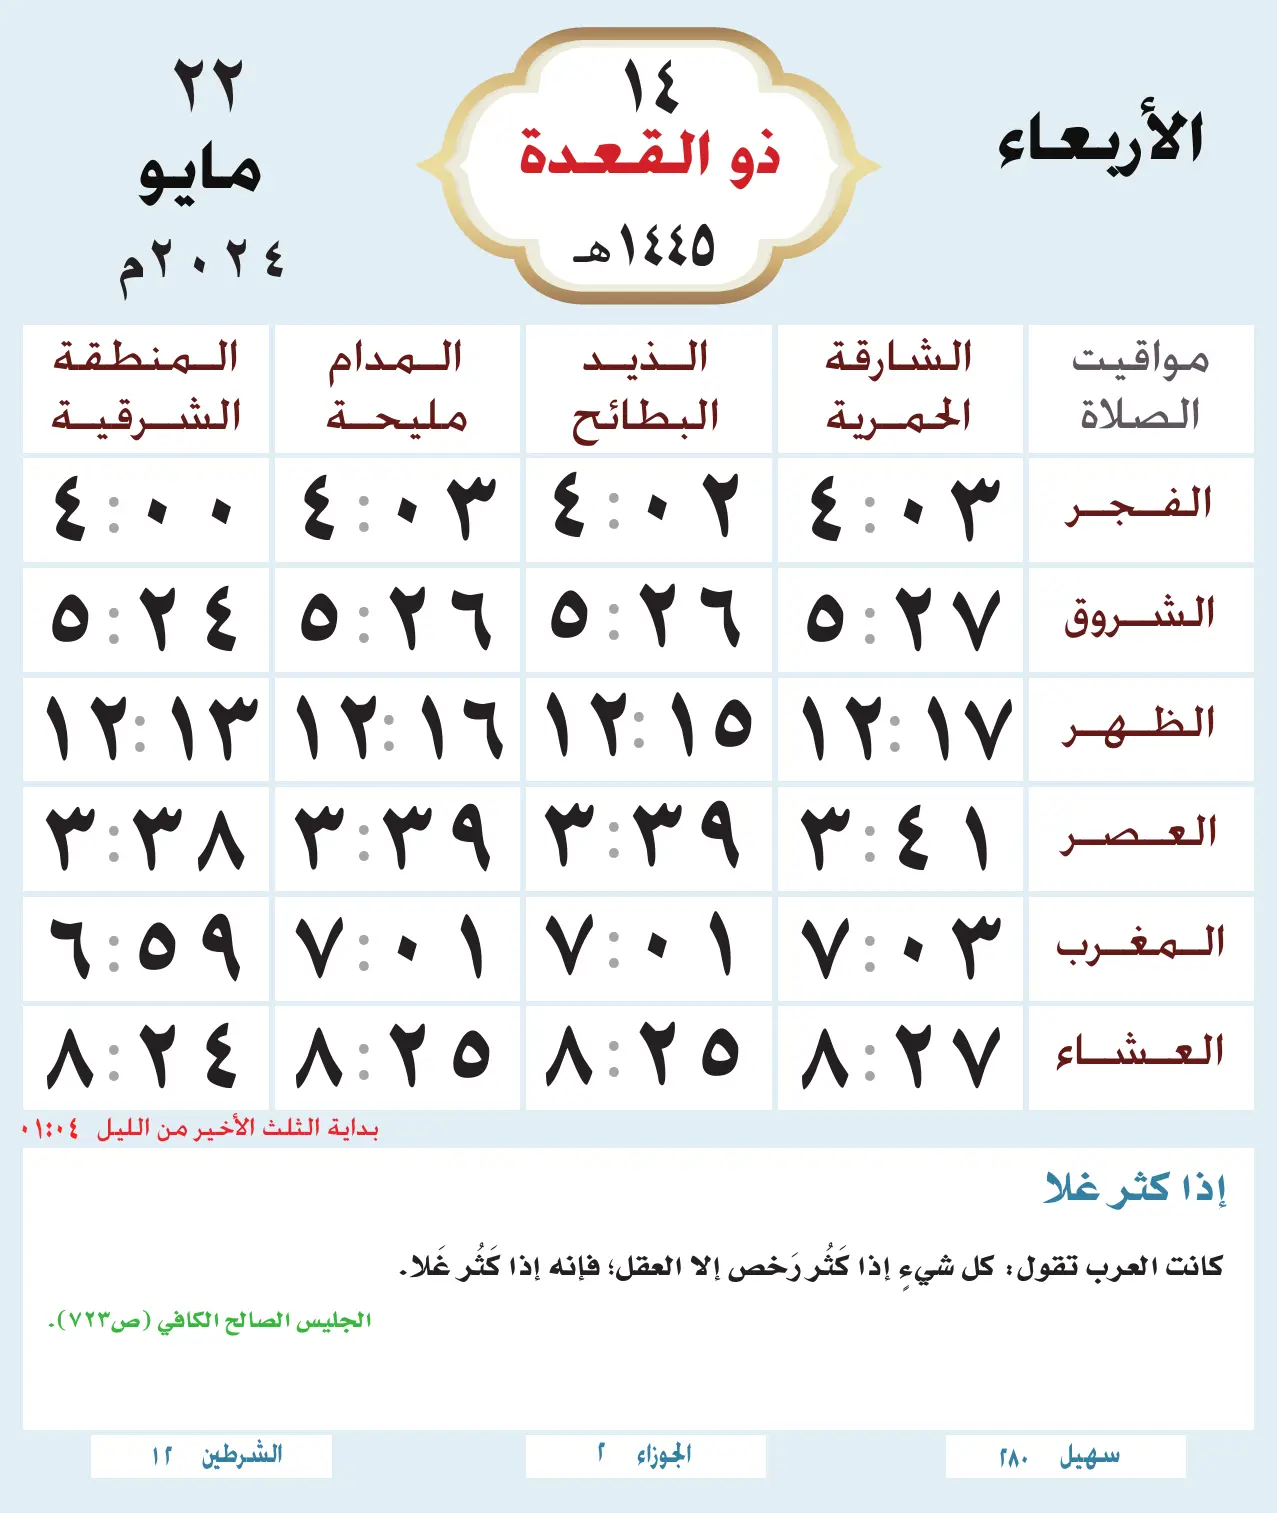 الأربعاء
١٤
ذو القعدة
١٤٤٥هـ
٢٢
مايو
٢٠٢٤م
مواقيت الصلاة	الشارقة الحمرية	الذيد البطائح	المدام مليحة	المنطقة الشرقية
الفجر	٤:٠٣	٤:٠٢	٤:٠٣	٤:٠٠
الشروق	٥:٢٧	٥:٢٦	٥:٢٦	٥:٢٤
الظهر	١٢:١٧	١٢:١٥	١٢:١٦	١٢:١٣
العصر	٣:٤١	٣:٣٩	٣:٣٩	٣:٣٨
المغرب	٧:٠٣	٧:٠١	٧:٠١	٦:٥٩
العشاء	٨:٢٧	٨:٢٥	٨:٢٥	٨:٢٤
بداية الثلث الأخير من الليل ٠١:٠٤
إذا كثر غلا
كانت العرب تقول: كل شيءٍ إذا كَثُر رَخص إلا العقل؛ فإنه إذا كَثُر غَلا.
الجليس الصالح الكافي (ص٧٢٣).
سهيل ٢٨٠
الجوزاء ٢
الشرطين ١٢